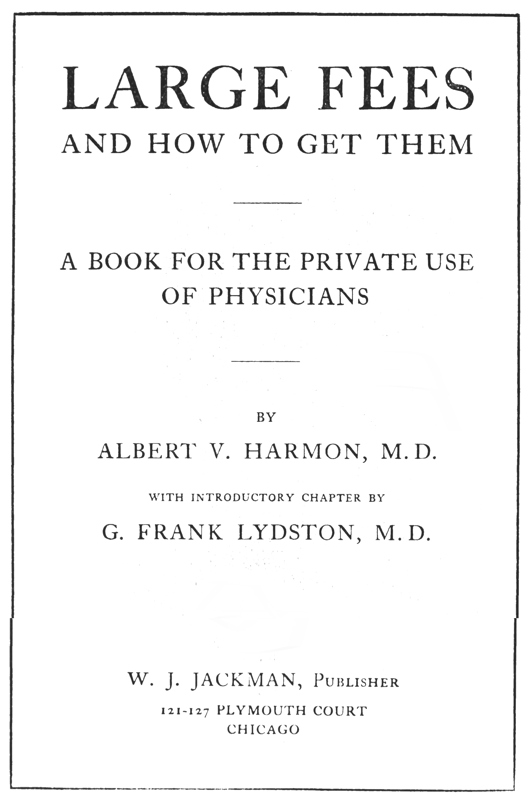 LARGE FEES
AND HOW TO GET THEM
A BOOK FOR THE PRIVATE USE
OF PHYSICIANS
BY
ALBERT V. HARMON, M.D.
WITH INTRODUCTORY CHAPTER BY
G. FRANK LYDSTON, M.D.
W. J. JACKMAN, PUBLISHER
121-127 PLYMOUTH COURT
CHICAGO